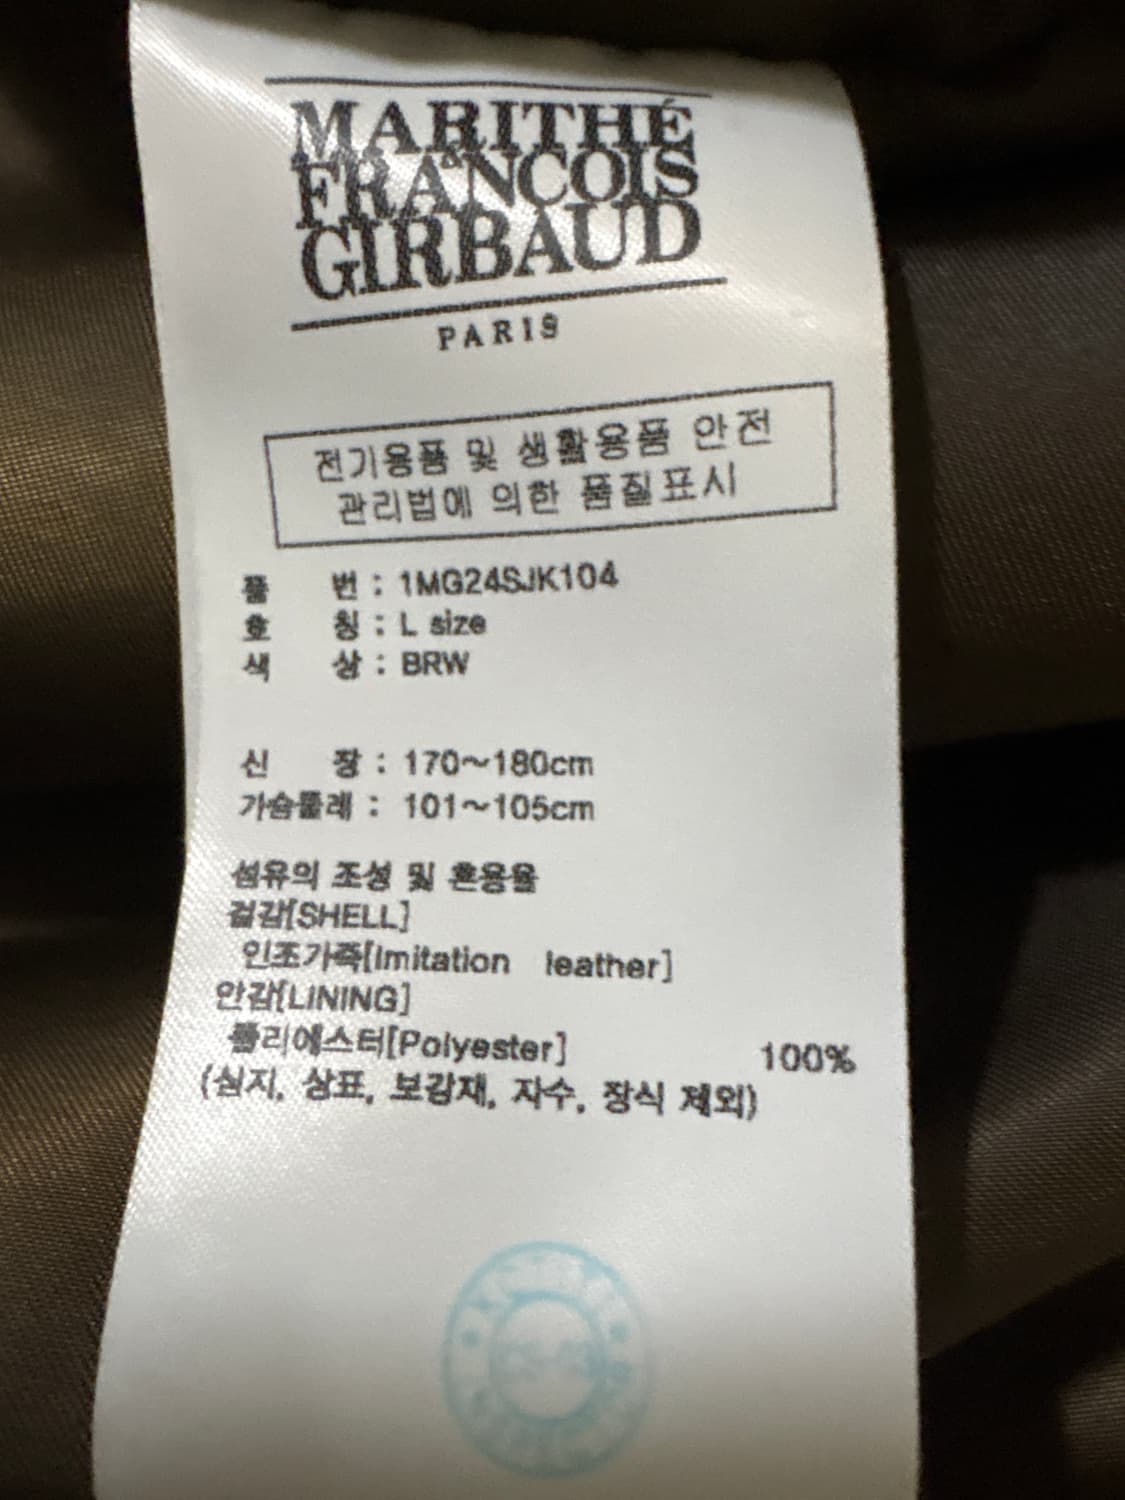 MARITHÉ
FRANCOIS
&
GIRBAUD
PARIS
전기용품 및 생활용품 안전
관리법에 의한 품질표시
품 번 : 1MG24SJK104
호 칭 : L size
색 상 : BRW
신 장 : 170~180cm
가슴둘레 : 101~105cm
섬유의 조성 및 혼용율
겉감[SHELL]
인조가죽[Imitation leather]
안감[LINING]
폴리에스터[Polyester] 100%
(심지, 상표, 보강재, 자수, 장식 제외)